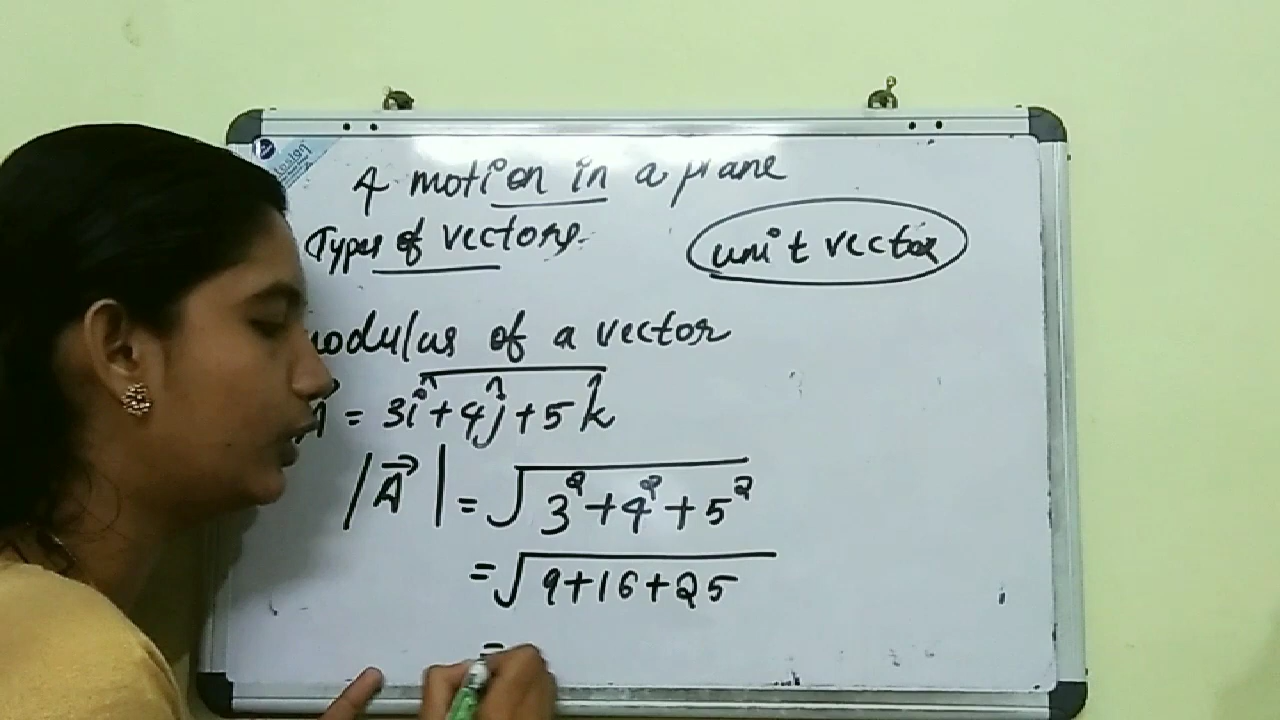 4 motion in a plane
Types of vectors.
unit vector
modulus of a vector
A⃗ = 3î+4ĵ+5k̂
|A⃗| = √3²+4²+5²
= √9+16+25
=